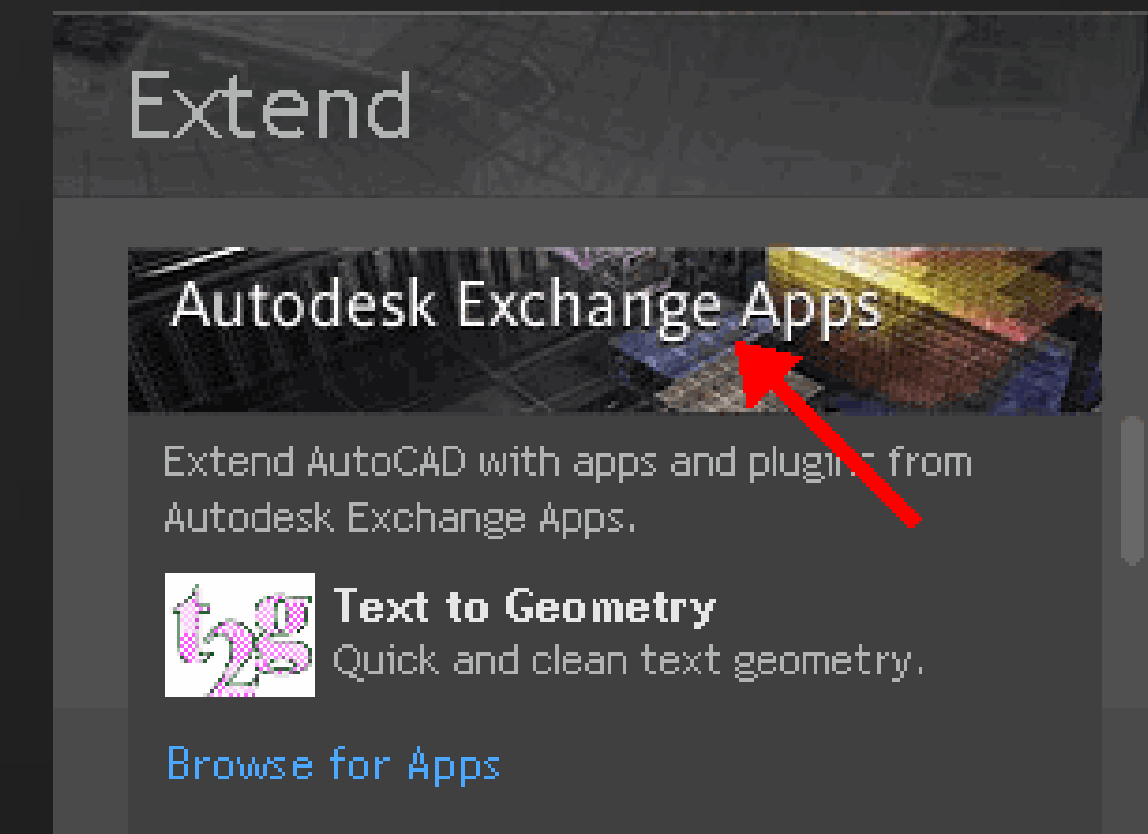 Extend
Autodesk Exchange Apps
Extend AutoCAD with apps and plugins from
Autodesk Exchange Apps.
t2g
Text to Geometry
Quick and clean text geometry.
Browse for Apps